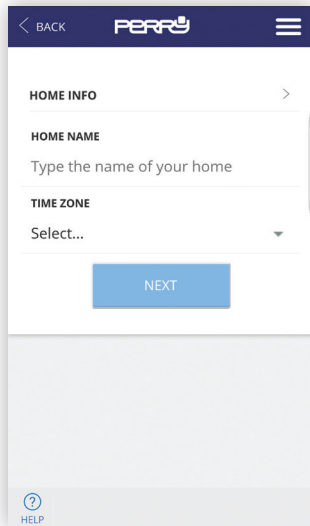 BACK PERRY
HOME INFO
HOME NAME
Type the name of your home
TIME ZONE
Select...
NEXT
HELP